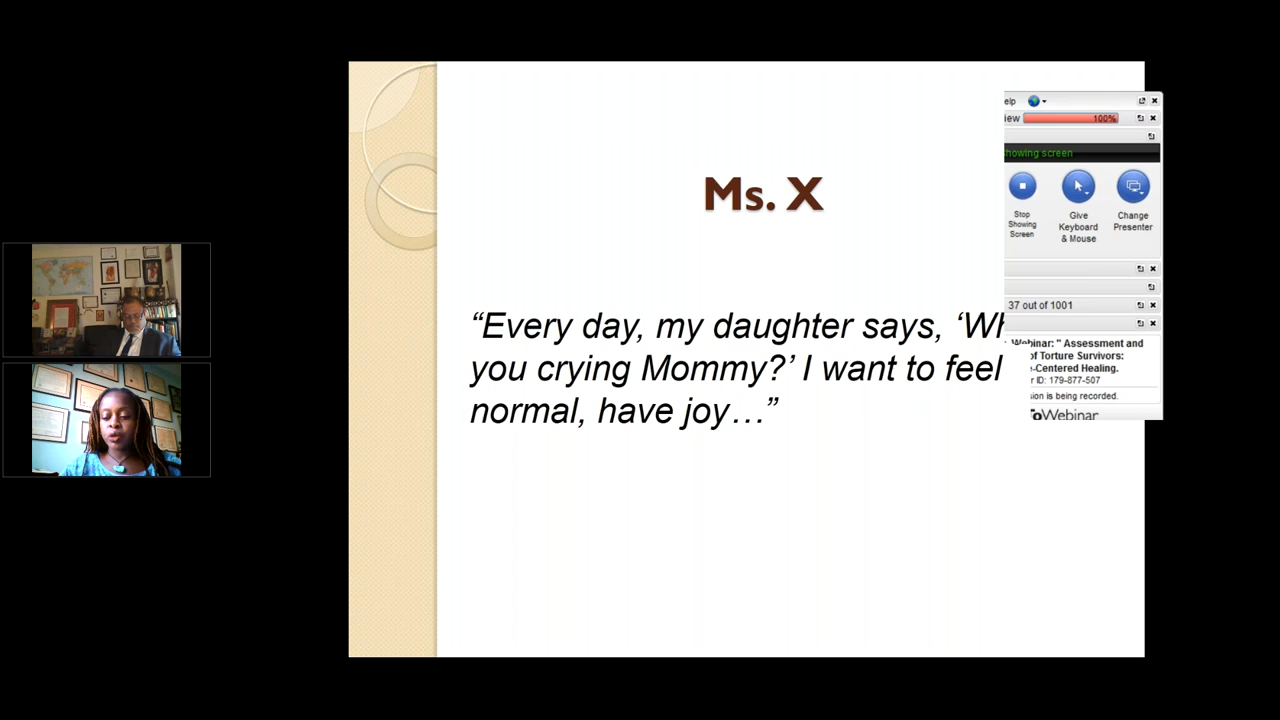 Ms. X
“Every day, my daughter says, ‘Wh
you crying Mommy?’ I want to feel
normal, have joy…”
elp
iew 100%
howing screen
Stop Showing Screen
Give Keyboard & Mouse
Change Presenter
37 out of 1001
Webinar: " Assessment and
of Torture Survivors:
-Centered Healing.
r ID: 179-877-507
ion is being recorded.
oWebinar